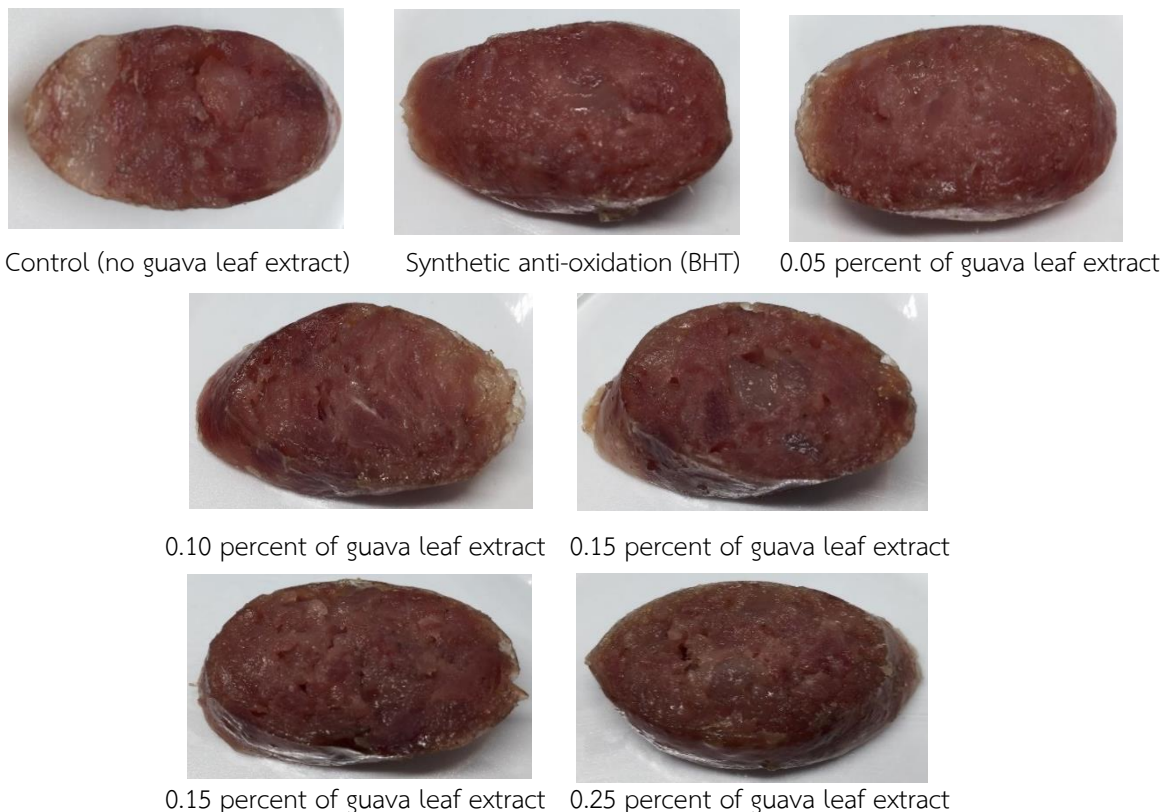 Control (no guava leaf extract) Synthetic anti-oxidation (BHT) 0.05 percent of guava leaf extract
0.10 percent of guava leaf extract 0.15 percent of guava leaf extract
0.15 percent of guava leaf extract 0.25 percent of guava leaf extract